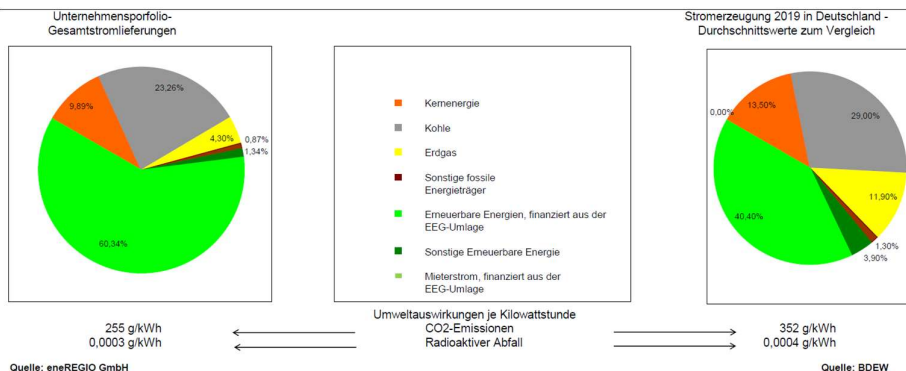 Unternehmensporfolio-
Gesamtstromlieferungen
Stromerzeugung 2019 in Deutschland -
Durchschnittswerte zum Vergleich
9,89%
23,26%
4,30%
0,87%
1,34%
60,34%
Kernenergie
Kohle
Erdgas
Sonstige fossile
Energieträger
Erneuerbare Energien, finanziert aus der
EEG-Umlage
Sonstige Erneuerbare Energie
Mieterstrom, finanziert aus der
EEG-Umlage
0,00%
13,50%
29,00%
11,90%
1,30%
3,90%
40,40%
Umweltauswirkungen je Kilowattstunde
255 g/kWh CO2-Emissionen 352 g/kWh
0,0003 g/kWh Radioaktiver Abfall 0,0004 g/kWh
Quelle: eneREGIO GmbH
Quelle: BDEW